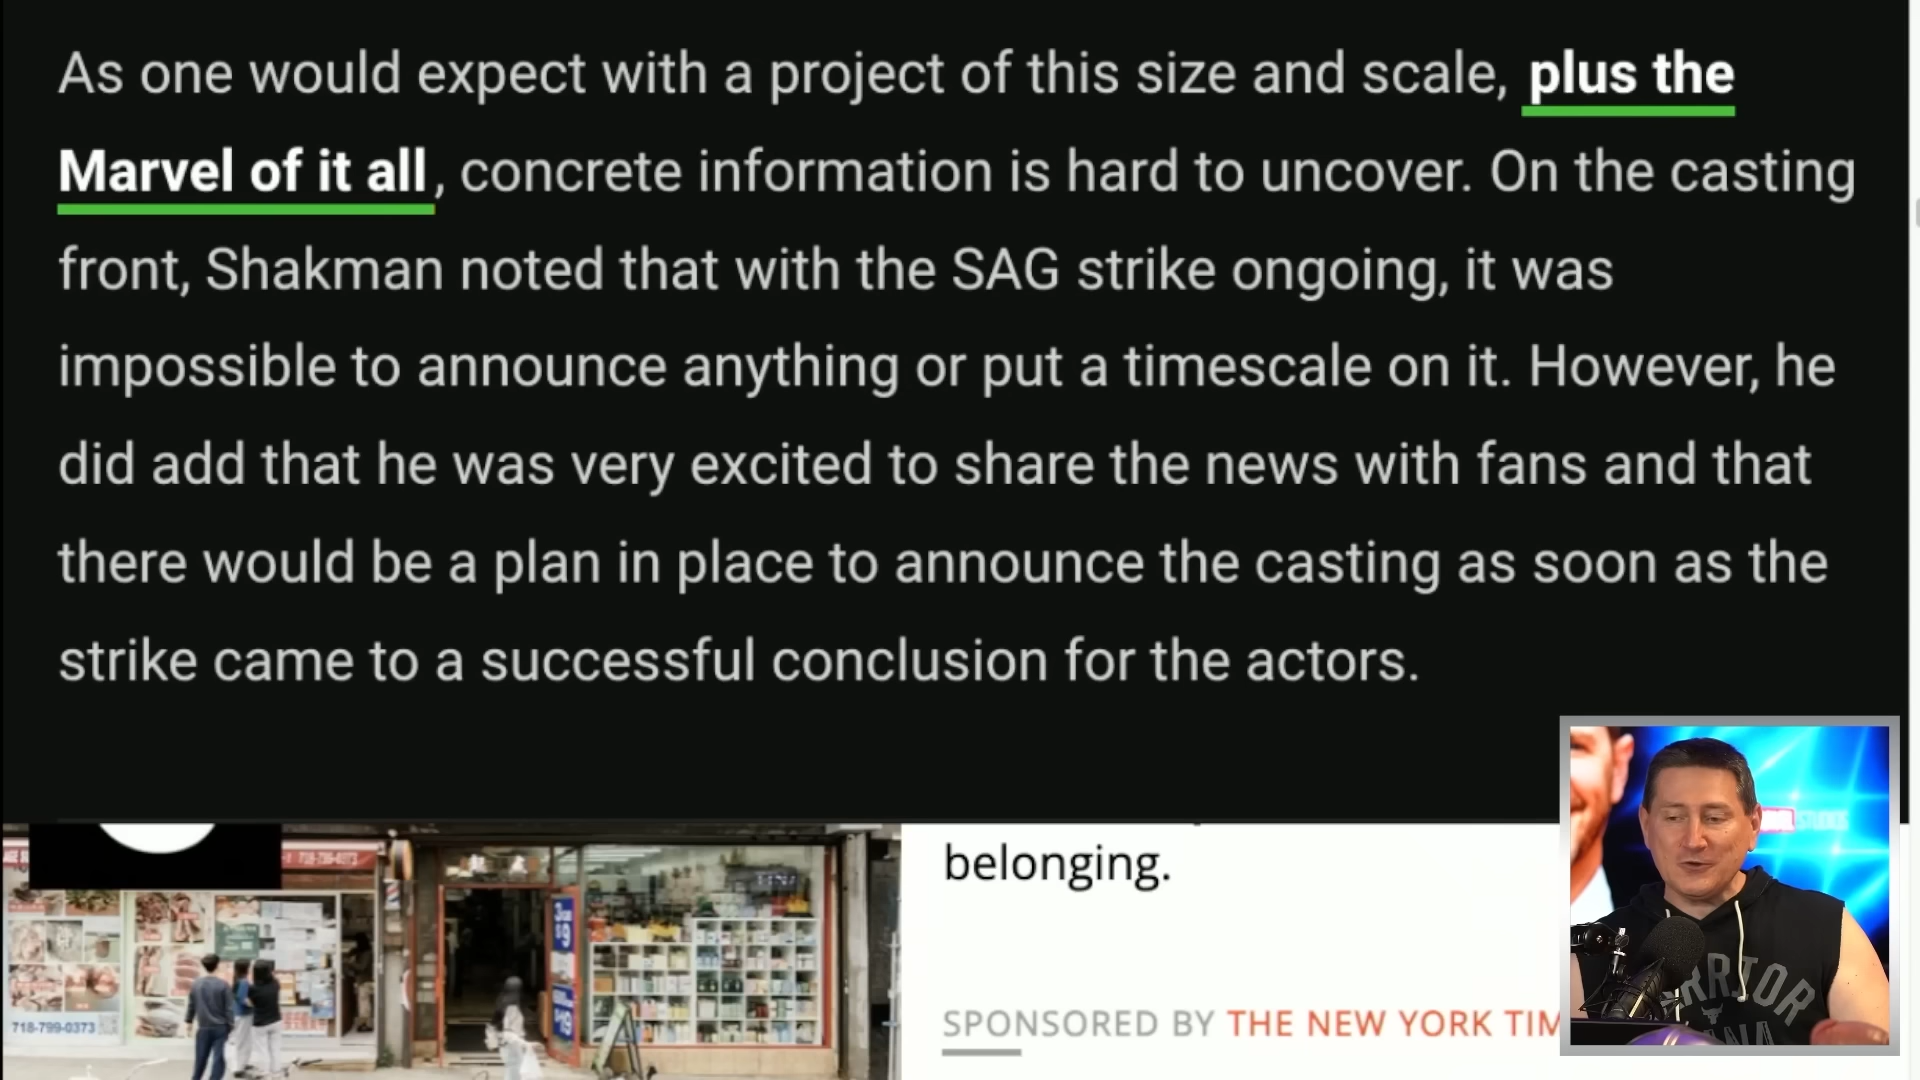 As one would expect with a project of this size and scale, plus the
Marvel of it all, concrete information is hard to uncover. On the casting
front, Shakman noted that with the SAG strike ongoing, it was
impossible to announce anything or put a timescale on it. However, he
did add that he was very excited to share the news with fans and that
there would be a plan in place to announce the casting as soon as the
strike came to a successful conclusion for the actors.
belonging.
SPONSORED BY THE NEW YORK TIM
718-799-0373
STUDIOS